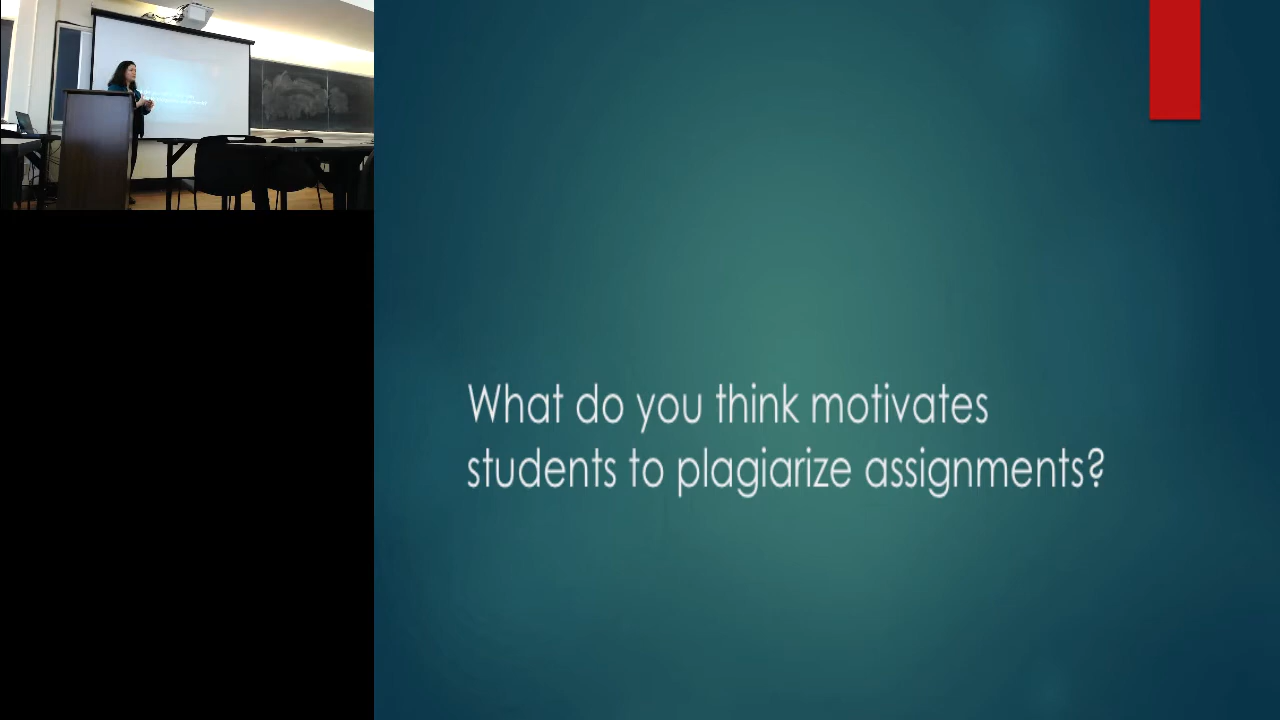 What do you think motivates
students to plagiarize assignments?